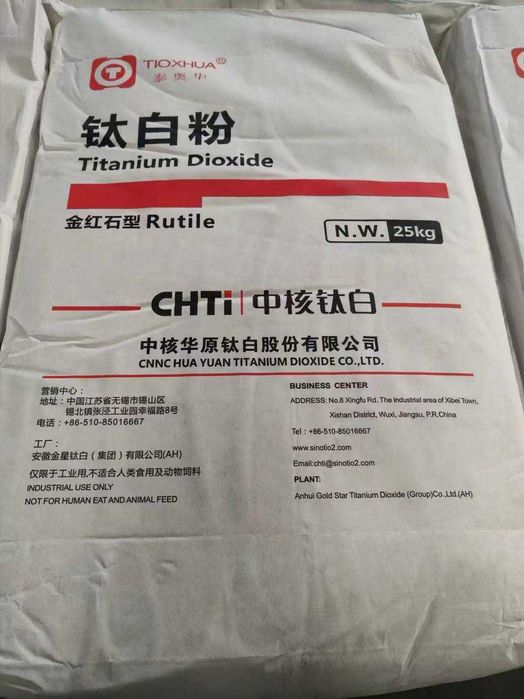 TIOXHUA®
泰奥华
钛白粉
Titanium Dioxide
金红石型 Rutile
N.W. 25kg
CHTi 中核钛白
中核华原钛白股份有限公司
CNNC HUA YUAN TITANIUM DIOXIDE CO.,LTD.
营销中心：
地址：中国江苏省无锡市锡山区
锡北镇张泾工业园幸福路8号
电话：+86-510-85016667
工厂：
安徽金星钛白（集团）有限公司(AH)
仅限于工业用,不适合人类食用及动物饲料
INDUSTRIAL USE ONLY
NOT FOR HUMAN EAT AND ANIMAL FEED
BUSINESS CENTER
ADDRESS: No.8 Xingfu Rd, The Industrial area of Xibei Town,
Xishan District, Wuxi, Jiangsu, P.R.China
Tel：+86-510-85016667
www.sinotio2.com
Email:chti@sinotio2.com
PLANT:
Anhui Gold Star Titanium Dioxide (Group)Co.,Ltd.(AH)